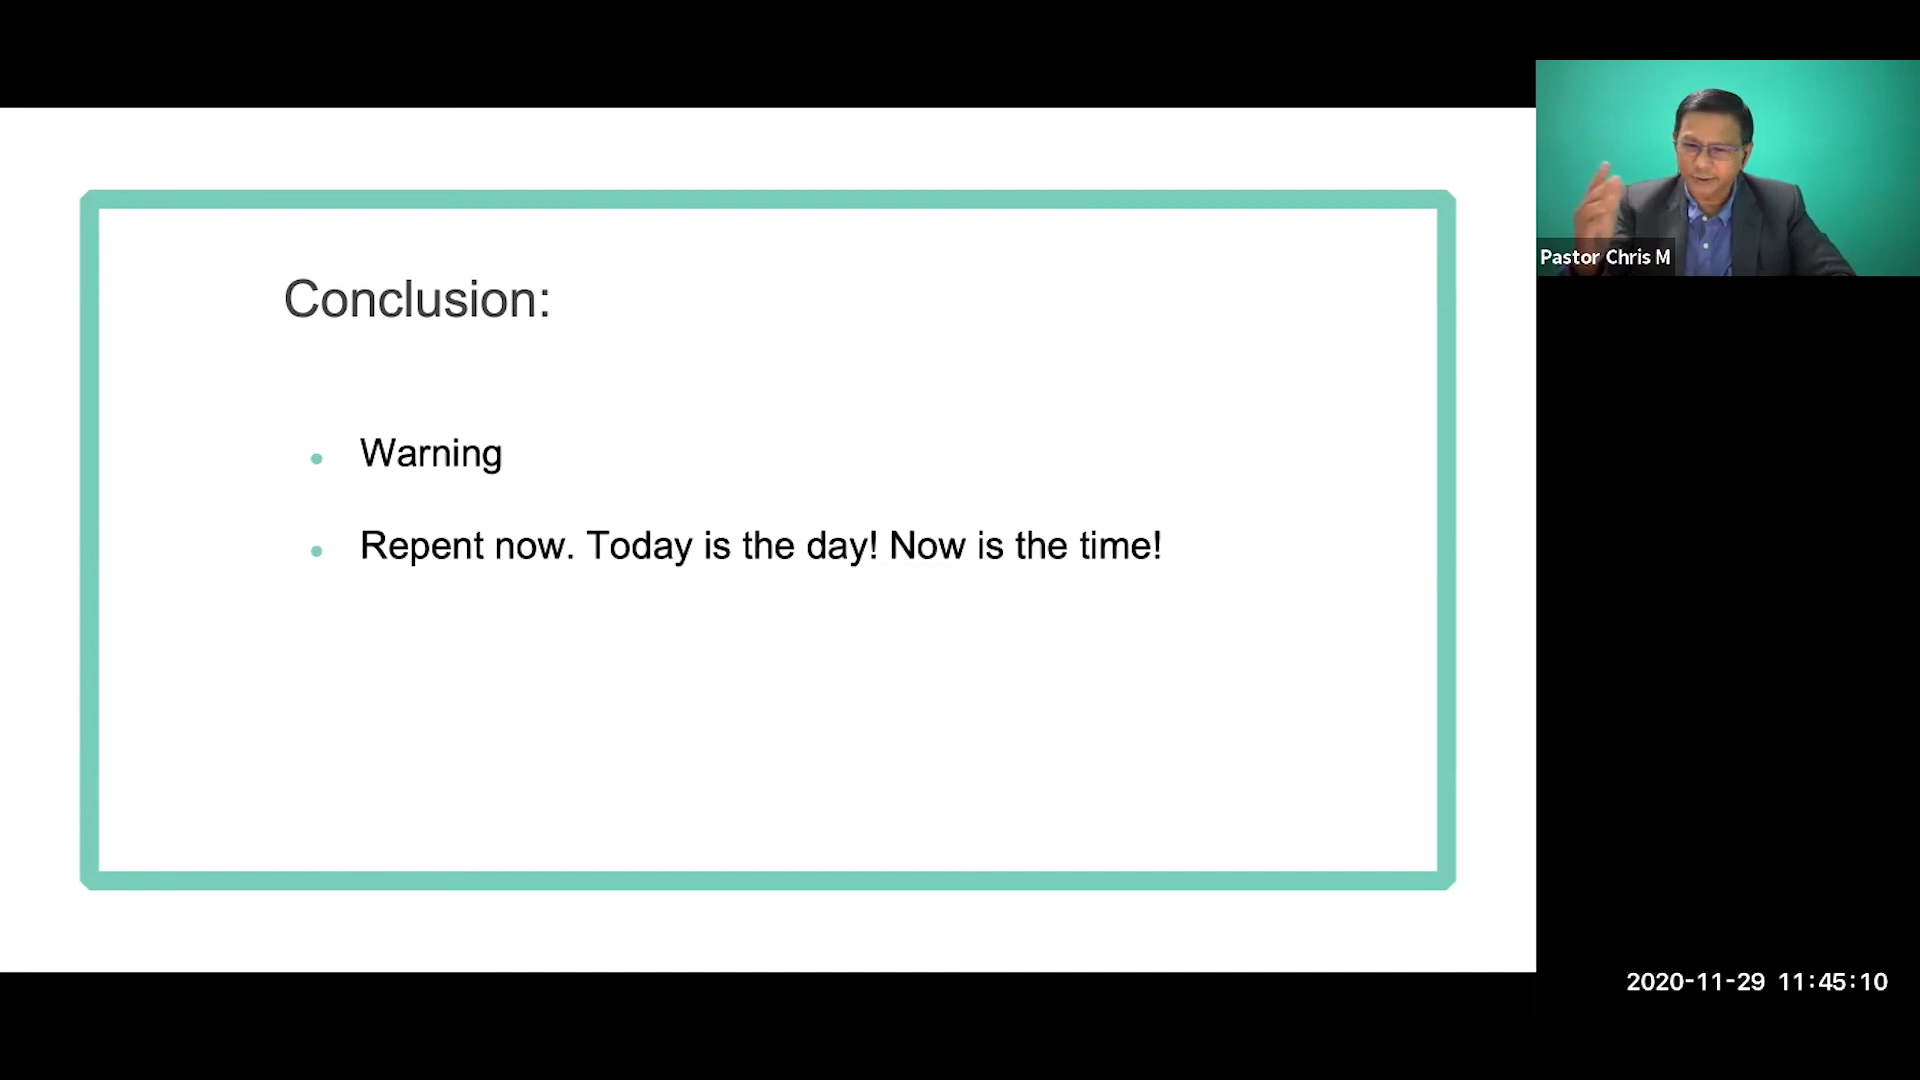 Conclusion:
Warning
Repent now. Today is the day! Now is the time!
Pastor Chris M
2020-11-29 11:45:10